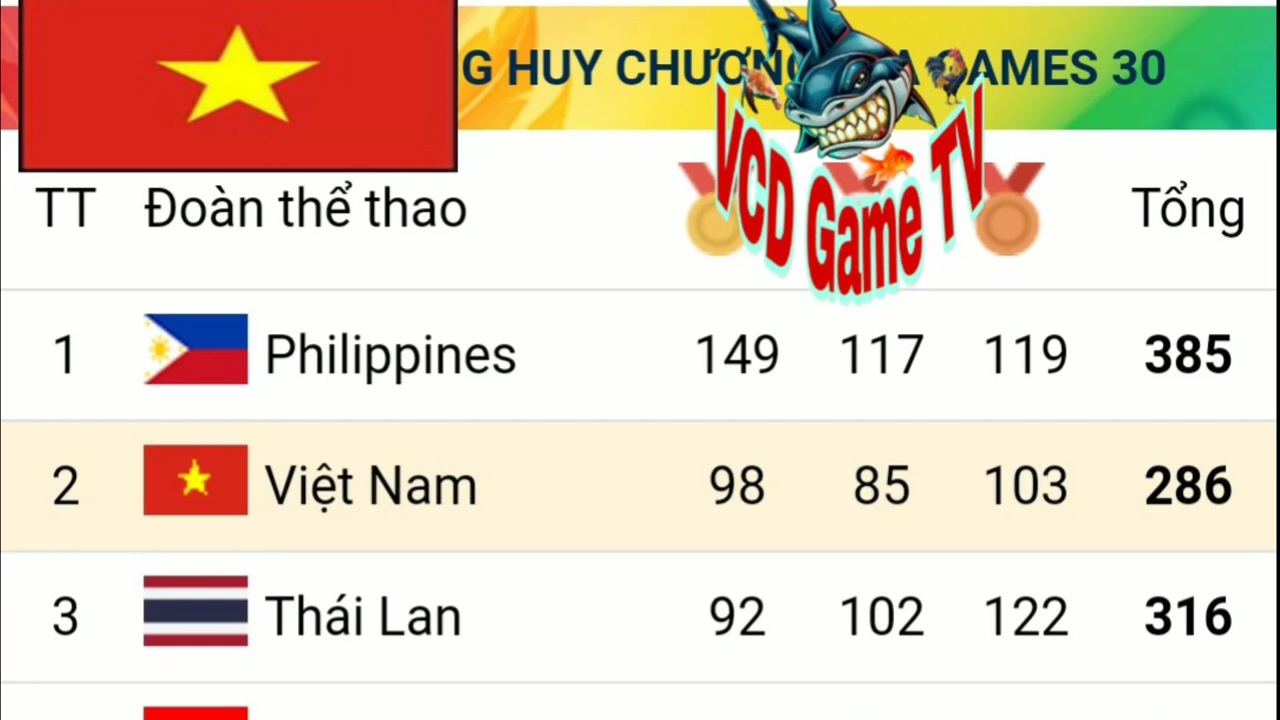 G HUY CHƯƠNG GAMES 30
VCD Game TV
TT Đoàn thể thao Tổng
1 Philippines 149 117 119 385
2 Việt Nam 98 85 103 286
3 Thái Lan 92 102 122 316